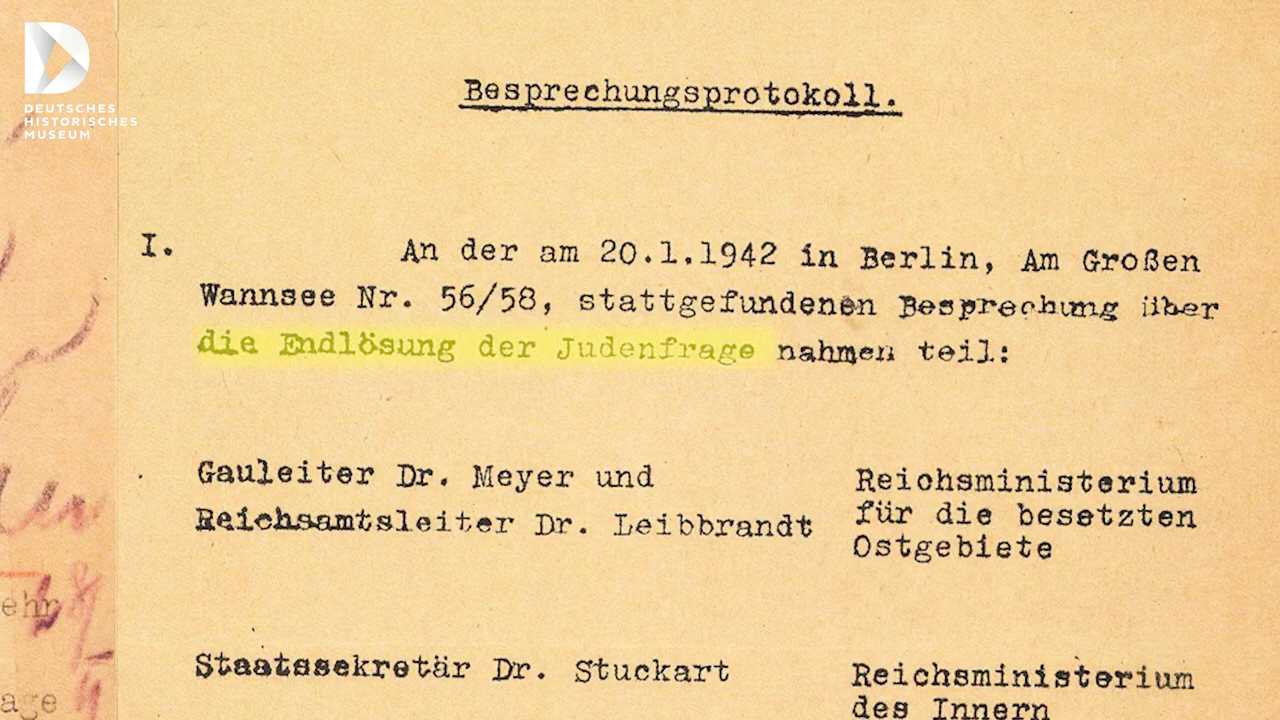 DEUTSCHES
HISTORISCHES
MUSEUM
Besprechungsprotokoll.
I. An der am 20.1.1942 in Berlin, Am Großen
Wannsee Nr. 56/58, stattgefundenen Besprechung über
die Endlösung der Judenfrage nahmen teil:
Gauleiter Dr. Meyer und
Reichsamtsleiter Dr. Leibbrandt
Reichsministerium
für die besetzten
Ostgebiete
Staatssekretär Dr. Stuckart
Reichsministerium
des Innern
ehr
age